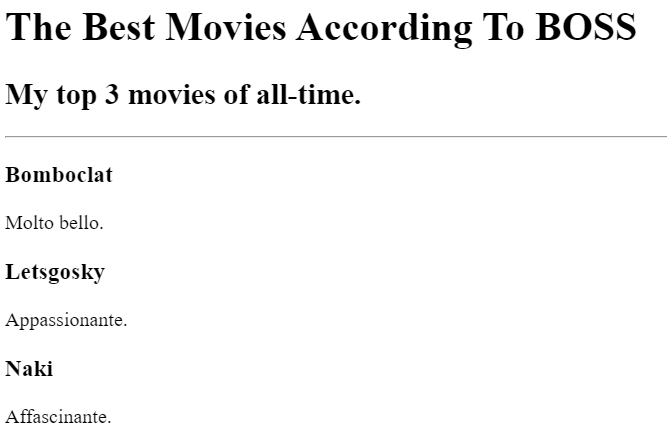 The Best Movies According To BOSS
My top 3 movies of all-time.
Bomboclat
Molto bello.
Letsgosky
Appassionante.
Naki
Affascinante.